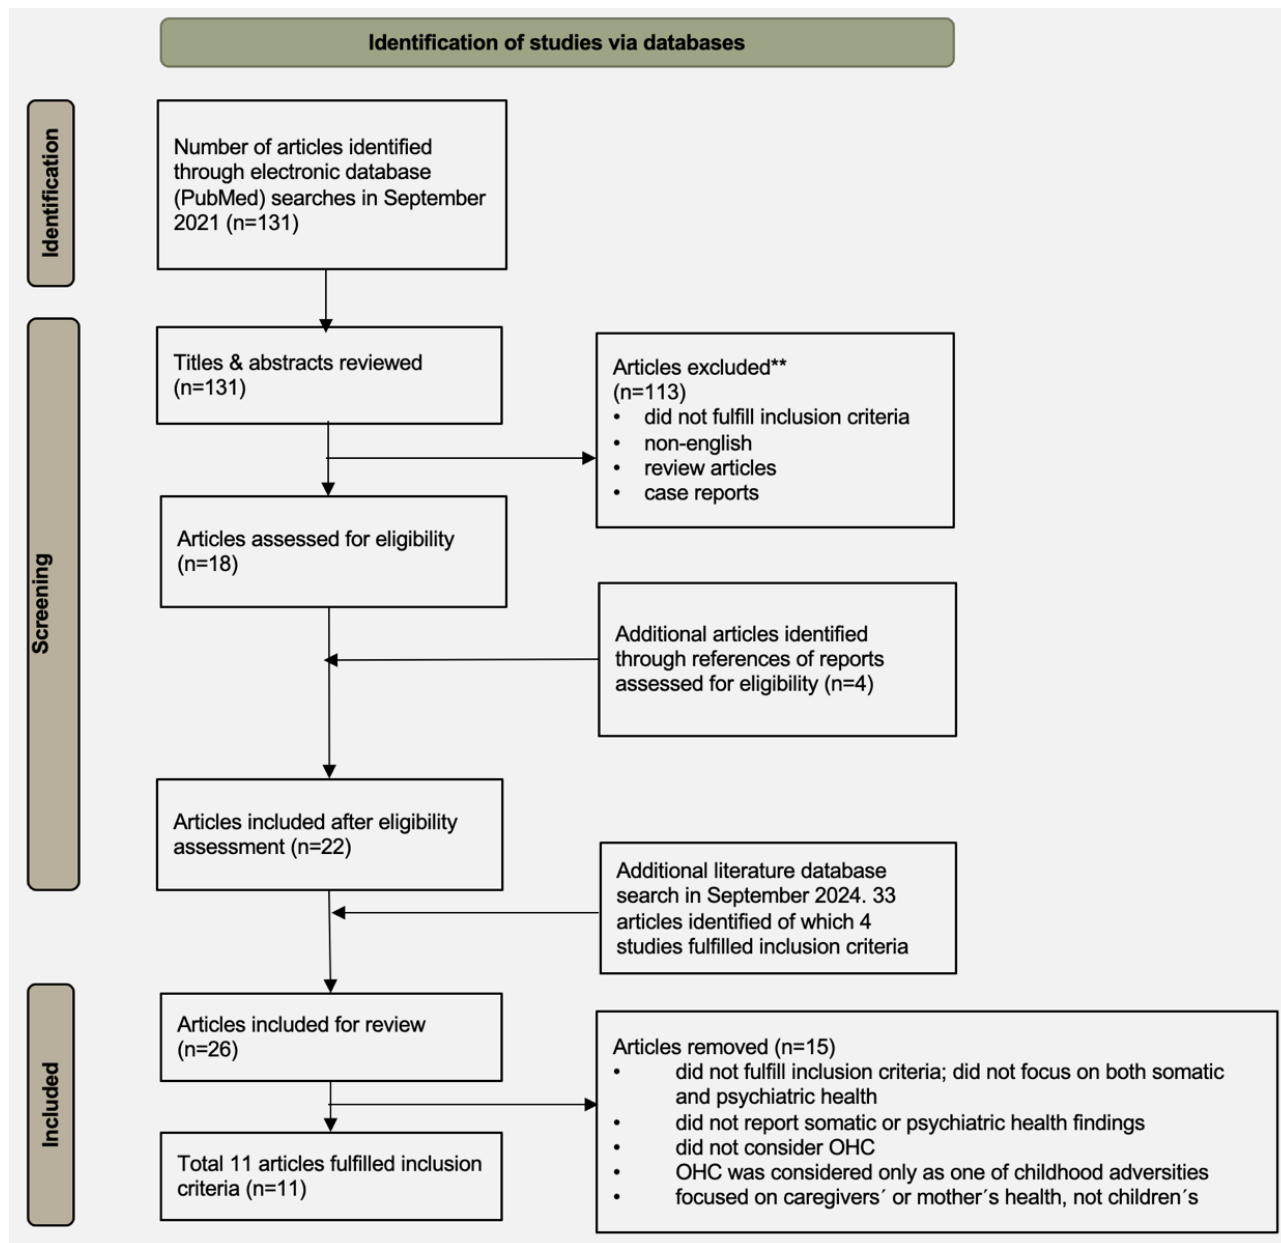 Identification of studies via databases
Identification
Number of articles identified
through electronic database
(PubMed) searches in September
2021 (n=131)
Screening
Titles & abstracts reviewed
(n=131)
Articles excluded**
(n=113)
• did not fulfill inclusion criteria
• non-english
• review articles
• case reports
Articles assessed for eligibility
(n=18)
Additional articles identified
through references of reports
assessed for eligibility (n=4)
Articles included after eligibility
assessment (n=22)
Additional literature database
search in September 2024. 33
articles identified of which 4
studies fulfilled inclusion criteria
Included
Articles included for review
(n=26)
Articles removed (n=15)
• did not fulfill inclusion criteria; did not focus on both somatic
and psychiatric health
• did not report somatic or psychiatric health findings
• did not consider OHC
• OHC was considered only as one of childhood adversities
• focused on caregivers´ or mother´s health, not children´s
Total 11 articles fulfilled inclusion
criteria (n=11)